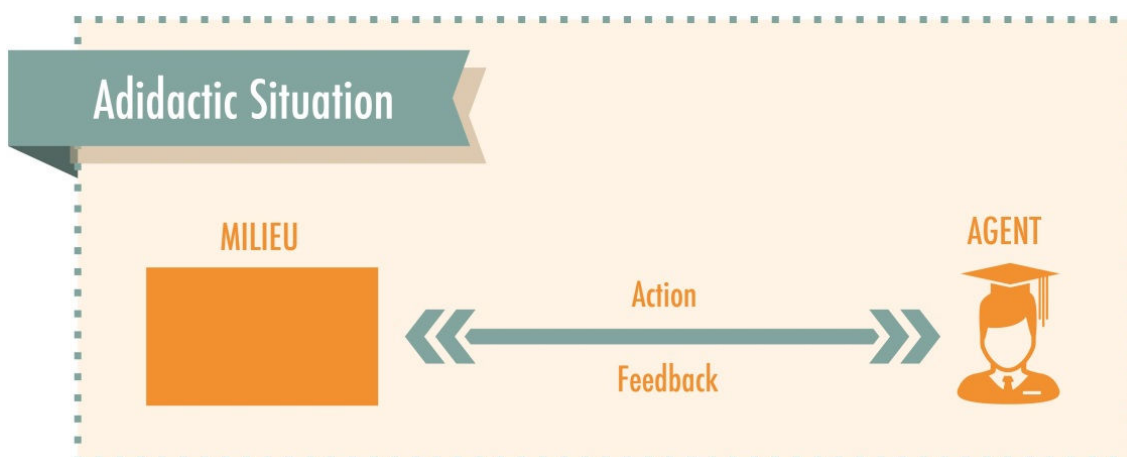 Adidactic Situation
MILIEU
AGENT
Action
Feedback